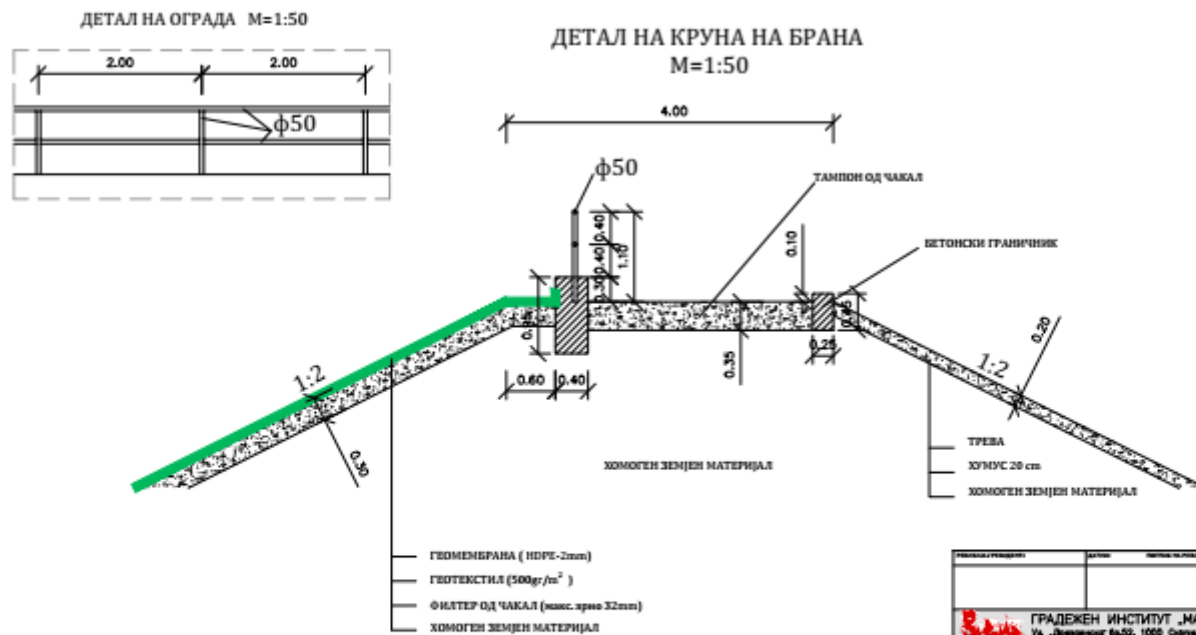 ДЕТАЛ НА ОГРАДА M=1:50
2.00
2.00
ф50
ДЕТАЛ НА КРУНА НА БРАНА
M=1:50
4.00
ф50
ТАМПОН ОД ЧАКАЛ
0.40
0.40
0.30
1.10
0.10
БЕТОНСКИ ГРАНИЧНИК
0.20
1:2
1:2
0.25
0.35
0.60
0.40
0.30
ХОМОГЕН ЗЕМЈЕН МАТЕРИЈАЛ
ТРЕВА
ХУМУС 20 cm
ХОМОГЕН ЗЕМЈЕН МАТЕРИЈАЛ
ГЕОМЕМБРАНА ( HDPE-2mm)
ГЕОТЕКСТИЛ (500gr/m² )
ФИЛТЕР ОД ЧАКАЛ (макс. зрно 32mm)
ХОМОГЕН ЗЕМЈЕН МАТЕРИЈАЛ
ГРАДЕЖЕН ИНСТИТУТ „МА